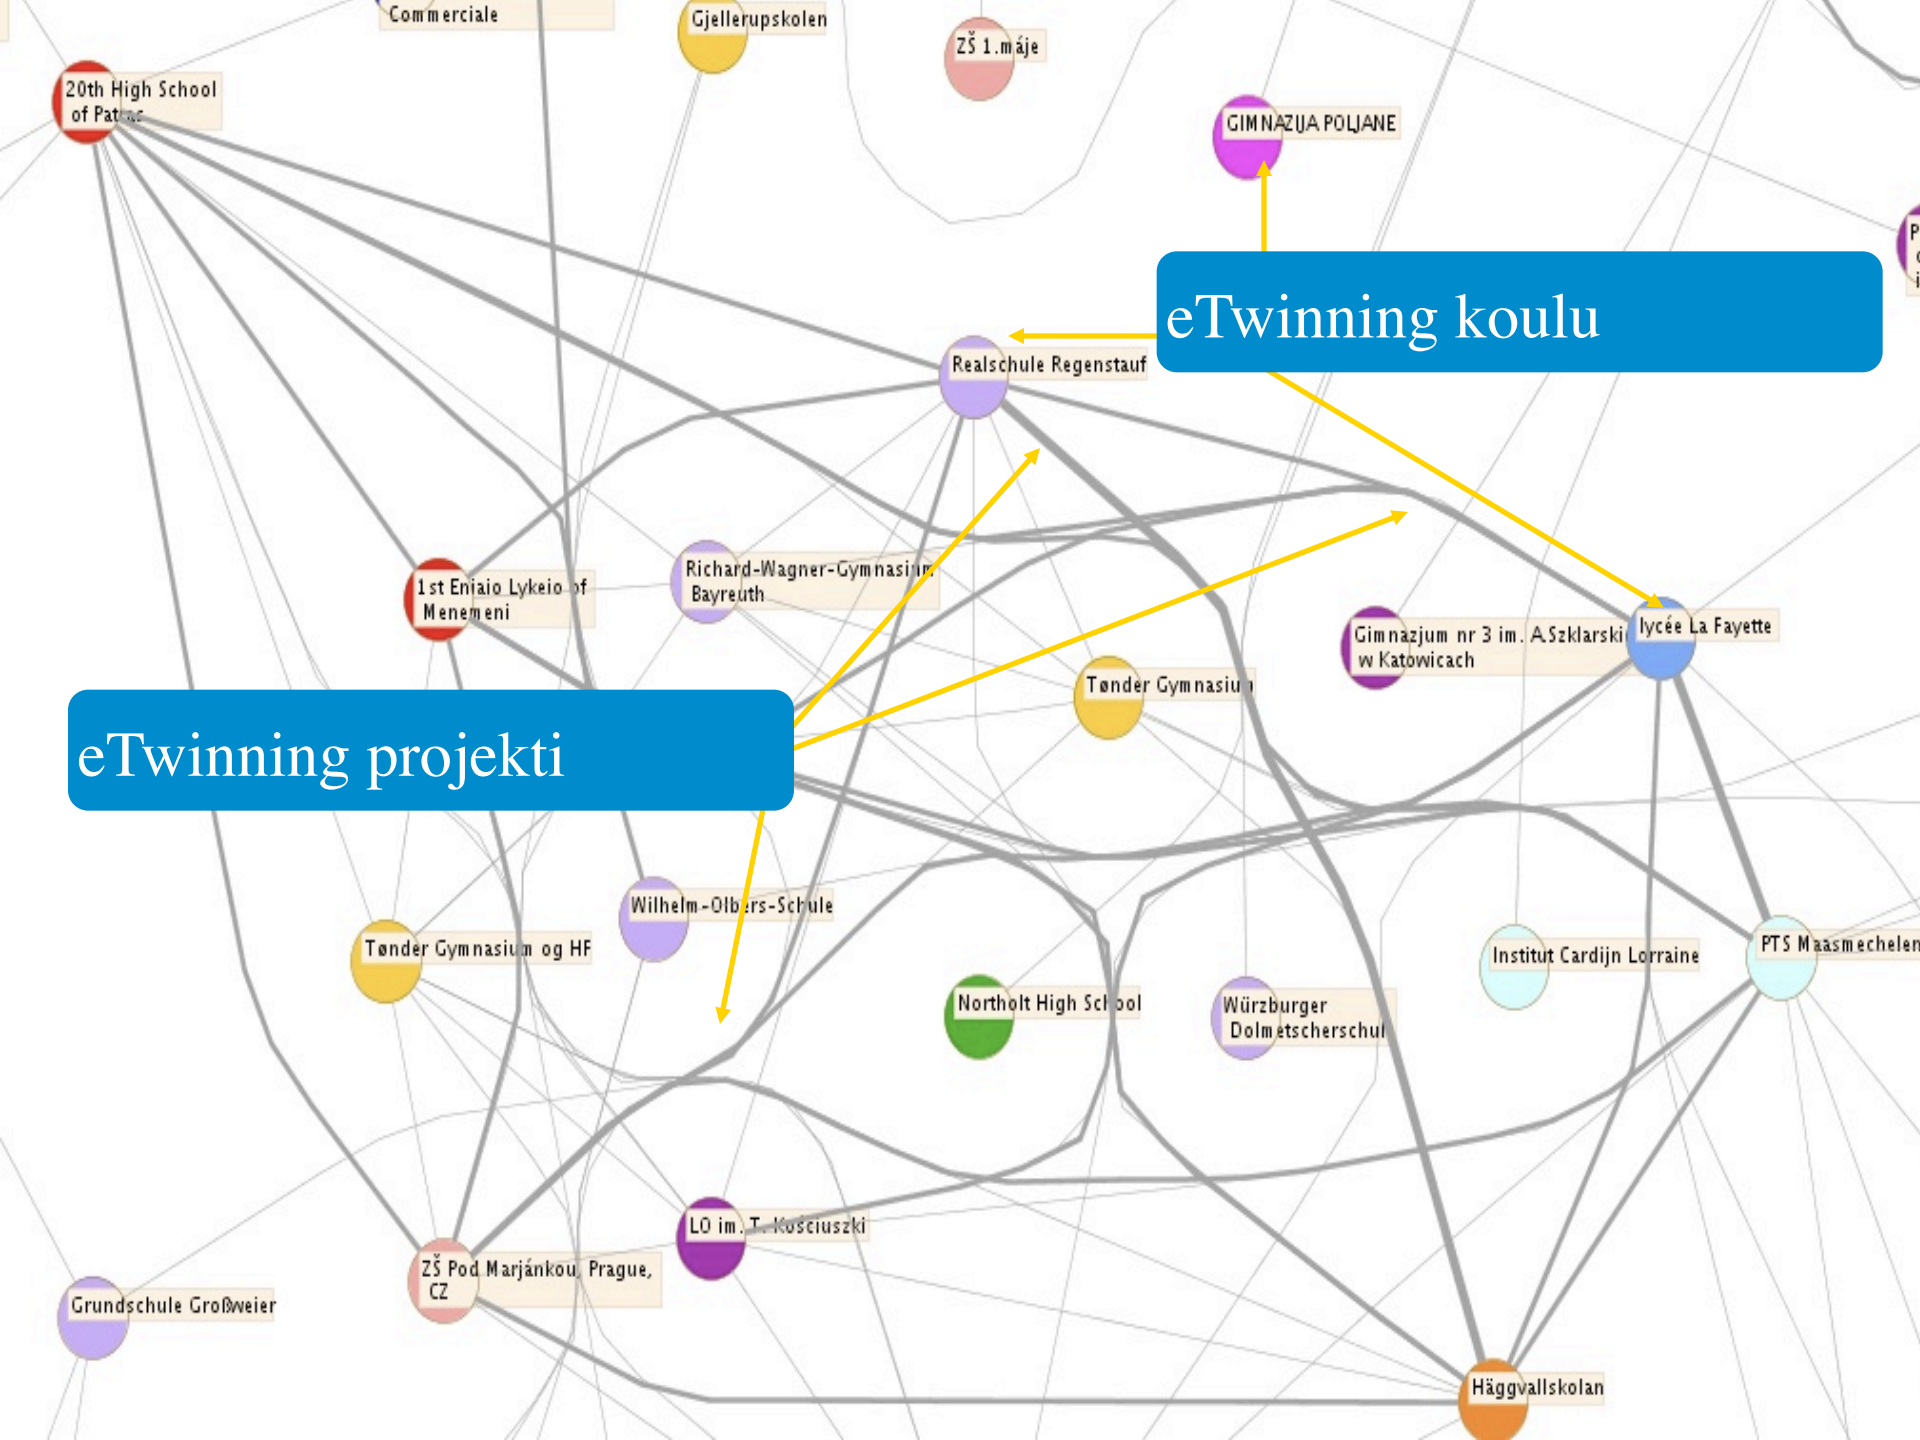 Commerciale
Gjellerupskolen
ZŠ 1.máje
20th High School
of Patras
GIMNAZIJA POLJANE
eTwinning koulu
Realschule Regenstauf
Richard-Wagner-Gymnasium
Bayreuth
1st Eniaio Lykeio of
Menemeni
Gimnazjum nr 3 im. A.Szklarski
w Katowicach
lycée La Fayette
Tønder Gymnasium
eTwinning projekti
Wilhelm-Olbers-Schule
Tønder Gymnasium og HF
Institut Cardijn Lorraine
PTS Maasmechelen
Northolt High School
Würzburger
Dolmetscherschul
LO im. T. Kościuszki
ZŠ Pod Marjánkou, Prague,
CZ
Grundschule Großweier
Häggvallskolan